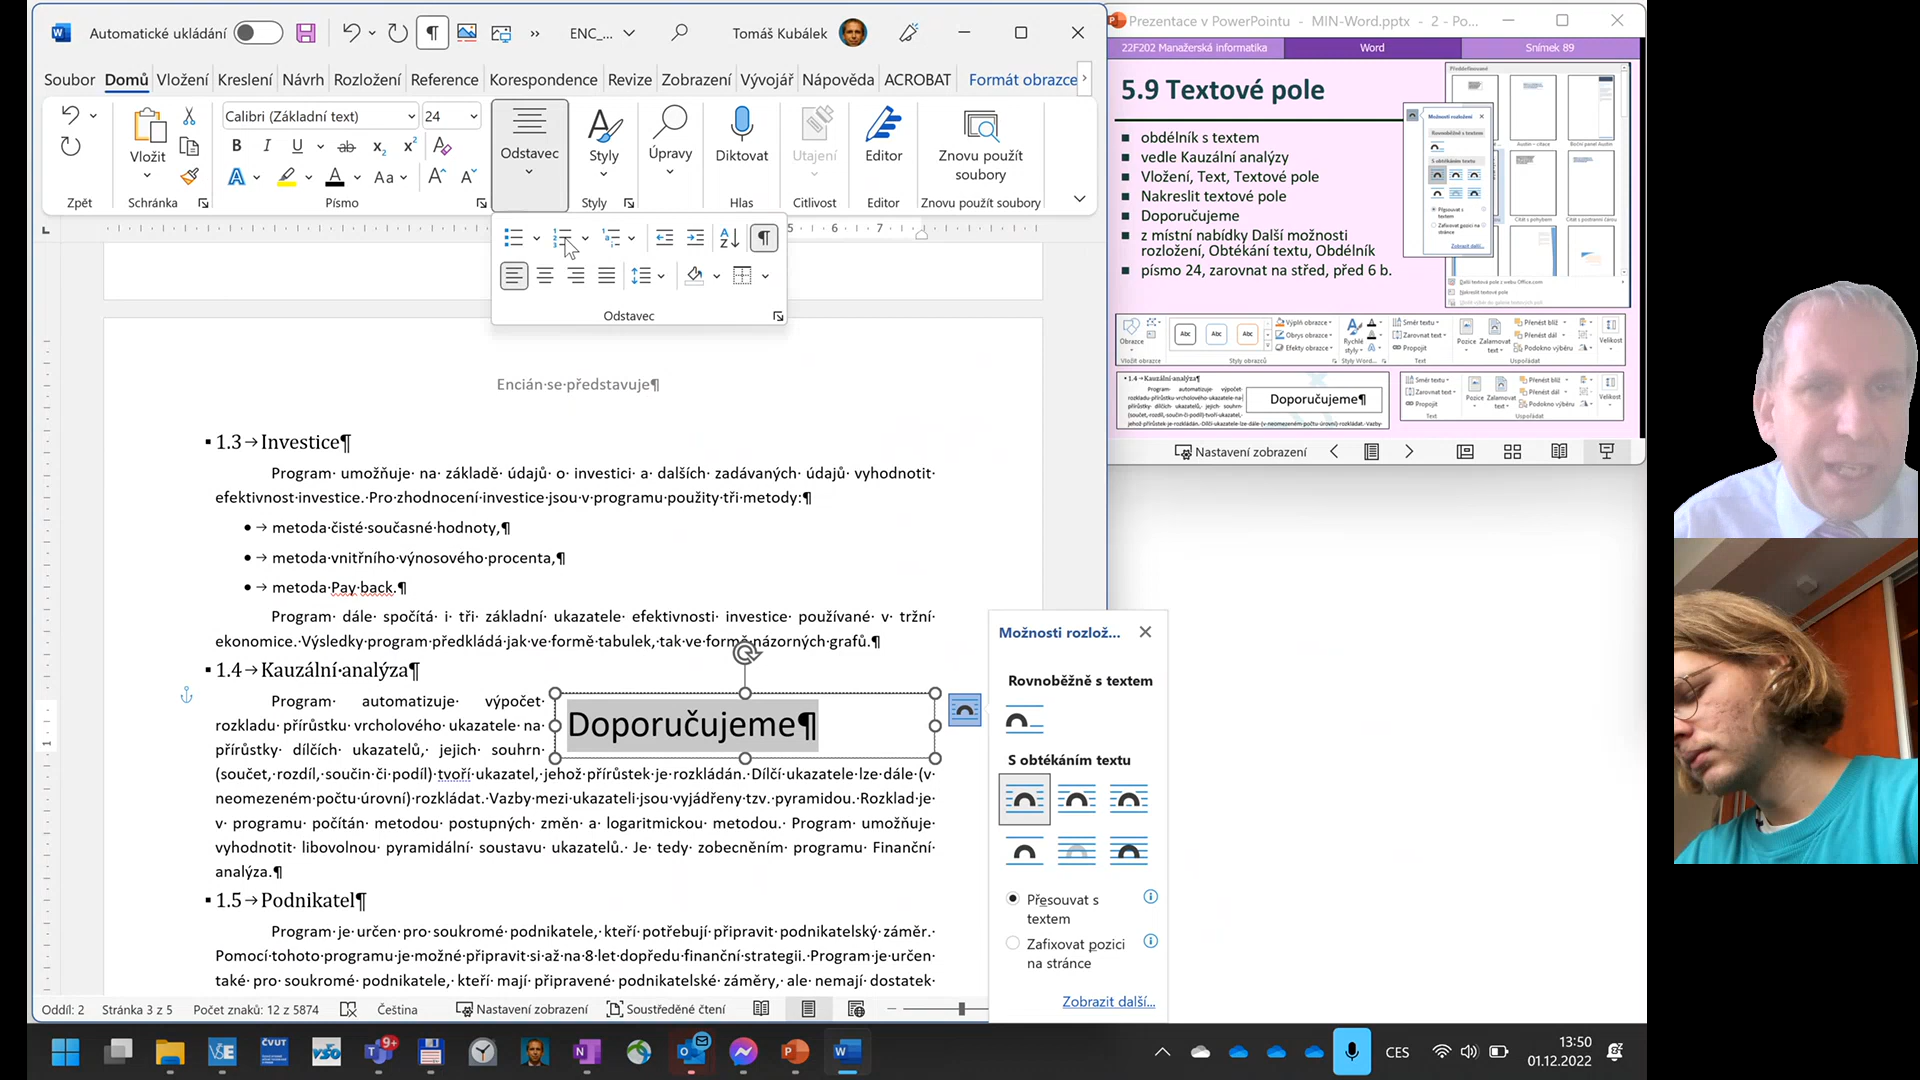 Automatické ukládání
ENC_...
Tomáš Kubálek
Soubor Domů Vložení Kreslení Návrh Rozložení Reference Korespondence Revize Zobrazení Vývojář Nápověda ACROBAT Formát obrazce
Calibri (Základní text) 24
Vložit
Odstavec Styly Úpravy Diktovat Utajení Editor Znovu použít soubory
Zpět Schránka Písmo Styly Hlas Citlivost Editor Znovu použít soubory
Odstavec
5 6 7
Encián·se·představuje¶
1.3→Investice¶
Program· umožňuje· na· základě· údajů· o· investici· a· dalších· zadávaných· údajů· vyhodnotit·
efektivnost·investice.·Pro·zhodnocení·investice·jsou·v·programu·použity·tři·metody:¶
●→metoda·čisté·současné·hodnoty,¶
●→metoda·vnitřního·výnosového·procenta,¶
●→metoda·Pay·back.¶
Program· dále· spočítá· i· tři· základní· ukazatele· efektivnosti· investice· používané· v· tržní·
ekonomice.·Výsledky·program·předkládá·jak·ve·formě·tabulek,·tak·ve·formě·názorných·grafů.¶
1.4→Kauzální·analýza¶
Program· automatizuje· výpočet·
rozkladu· přírůstku· vrcholového· ukazatele· na·
přírůstky· dílčích· ukazatelů,· jejich· souhrn·
Doporučujeme¶
(součet,·rozdíl,·součin·či·podíl)·tvoří·ukazatel,·jehož·přírůstek·je·rozkládán.·Dílčí·ukazatele·lze·dále·(v·
neomezeném·počtu·úrovní)·rozkládat.·Vazby·mezi·ukazateli·jsou·vyjádřeny·tzv.·pyramidou.·Rozklad·je·
v· programu· počítán· metodou· postupných· změn· a· logaritmickou· metodou.· Program· umožňuje·
vyhodnotit· libovolnou· pyramidální· soustavu· ukazatelů.· Je· tedy· zobecněním· programu· Finanční·
analýza.¶
1.5→Podnikatel¶
Program·je·určen·pro·soukromé·podnikatele,·kteří·potřebují·připravit·podnikatelský·záměr.·
Pomocí·tohoto·programu·je·možné·připravit·si·až·na·8·let·dopředu·finanční·strategii.·Program·je·určen·
také· pro· soukromé· podnikatele,· kteří· mají· připravené· podnikatelské· záměry,· ale· nemají· dostatek·
Možnosti rozlož...
Rovnoběžně s textem
S obtékáním textu
Přesouvat s textem
Zafixovat pozici na stránce
Zobrazit další...
Oddíl: 2 Stránka 3 z 5 Počet znaků: 12 z 5874 Čeština Nastavení zobrazení Soustředěné čtení
Prezentace v PowerPointu - MIN-Word.pptx - 2 - Po...
22F202 Manažerská informatika Word Snímek 89
5.9 Textové pole
obdélník s textem
vedle Kauzální analýzy
Vložení, Text, Textové pole
Nakreslit textové pole
Doporučujeme
z místní nabídky Další možnosti
rozložení, Obtékání textu, Obdélník
písmo 24, zarovnat na střed, před 6 b.
Doporučujeme¶
Nastavení zobrazení
VŠE ČVUT VŠO 9+
CES
13:50
01.12.2022